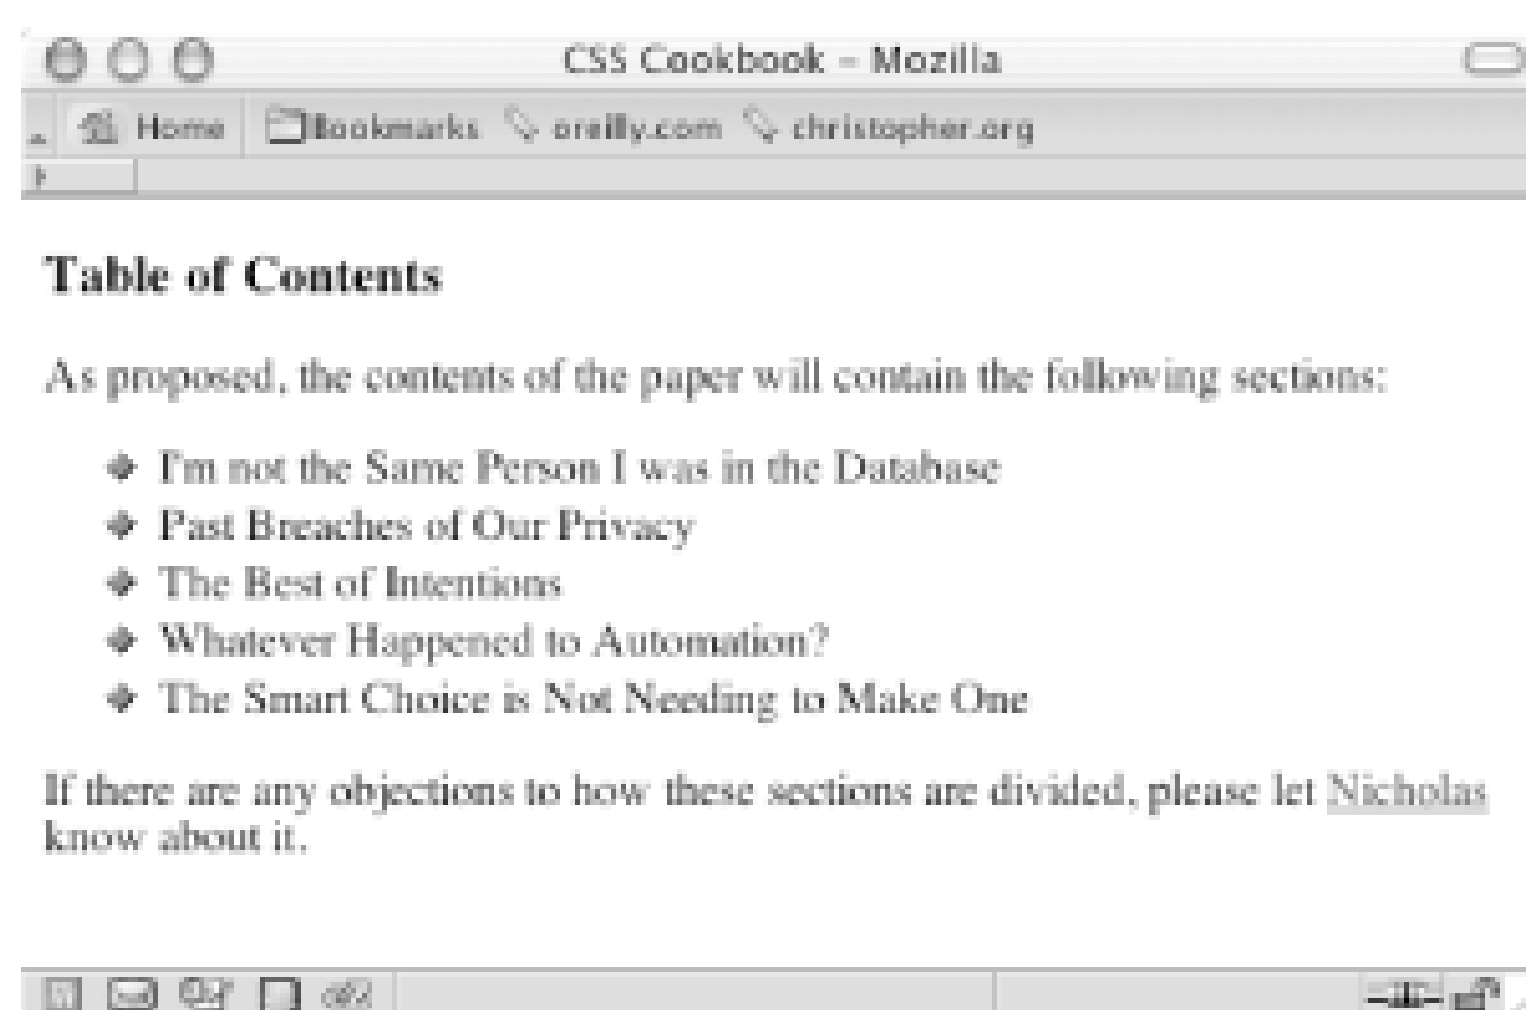 CSS Cookbook – Mozilla
Home Bookmarks oreilly.com christopher.org
Table of Contents
As proposed, the contents of the paper will contain the following sections:
I'm not the Same Person I was in the Database
Past Breaches of Our Privacy
The Best of Intentions
Whatever Happened to Automation?
The Smart Choice is Not Needing to Make One
If there are any objections to how these sections are divided, please let Nicholas
know about it.